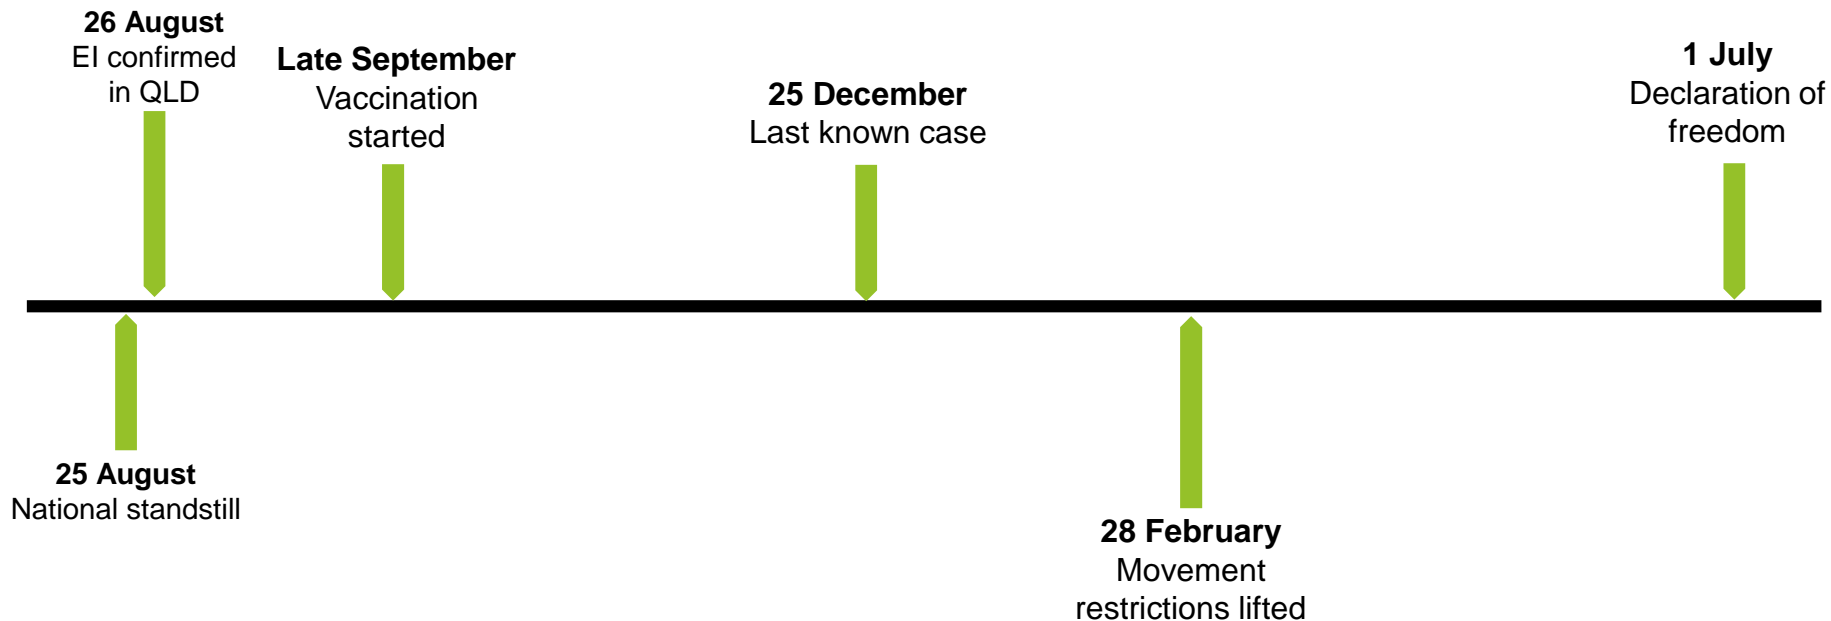 26 August
EI confirmed
in QLD
Late September
Vaccination
started
25 December
Last known case
1 July
Declaration of
freedom
25 August
National standstill
28 February
Movement
restrictions lifted